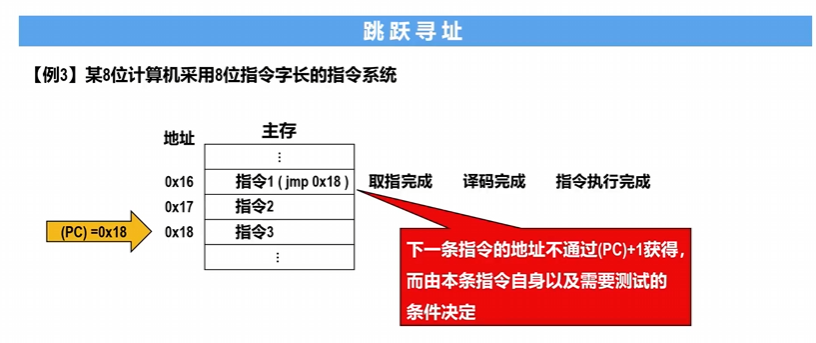 跳跃寻址
【例3】某8位计算机采用8位指令字长的指令系统
地址
主存
⋮
0x16 指令1 ( jmp 0x18 ) 取指完成 译码完成 指令执行完成
0x17 指令2
(PC) =0x18 0x18 指令3
⋮
下一条指令的地址不通过(PC)+1获得，
而由本条指令自身以及需要测试的
条件决定